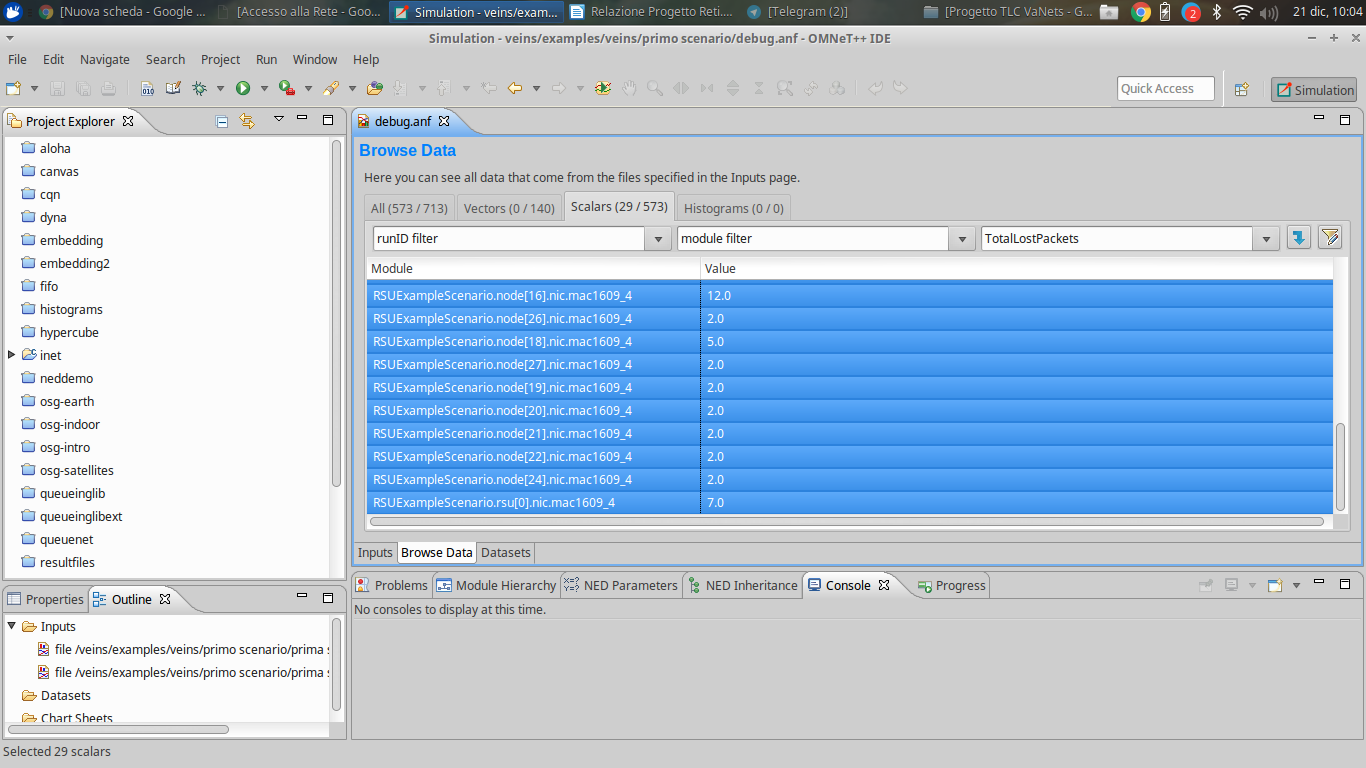 [Nuova scheda - Google ... [Accesso alla Rete - Goo... Simulation - veins/exam... Relazione Progetto Reti.... [Telegram (2)] [Progetto TLC VaNets - G... 2 21 dic, 10:04
Simulation - veins/examples/veins/primo scenario/debug.anf - OMNeT++ IDE
File Edit Navigate Search Project Run Window Help
Quick Access Simulation
Project Explorer
aloha
canvas
cqn
dyna
embedding
embedding2
fifo
histograms
hypercube
inet
neddemo
osg-earth
osg-indoor
osg-intro
osg-satellites
queueinglib
queueinglibext
queuenet
resultfiles
Properties Outline
Inputs
file /veins/examples/veins/primo scenario/prima s
file /veins/examples/veins/primo scenario/prima s
Datasets
Chart Sheets
debug.anf
Browse Data
Here you can see all data that come from the files specified in the Inputs page.
All (573 / 713) Vectors (0 / 140) Scalars (29 / 573) Histograms (0 / 0)
runID filter module filter TotalLostPackets
Module Value
RSUExampleScenario.node[16].nic.mac1609_4 12.0
RSUExampleScenario.node[26].nic.mac1609_4 2.0
RSUExampleScenario.node[18].nic.mac1609_4 5.0
RSUExampleScenario.node[27].nic.mac1609_4 2.0
RSUExampleScenario.node[19].nic.mac1609_4 2.0
RSUExampleScenario.node[20].nic.mac1609_4 2.0
RSUExampleScenario.node[21].nic.mac1609_4 2.0
RSUExampleScenario.node[22].nic.mac1609_4 2.0
RSUExampleScenario.node[24].nic.mac1609_4 2.0
RSUExampleScenario.rsu[0].nic.mac1609_4 7.0
Inputs Browse Data Datasets
Problems Module Hierarchy NED Parameters NED Inheritance Console Progress
No consoles to display at this time.
Selected 29 scalars